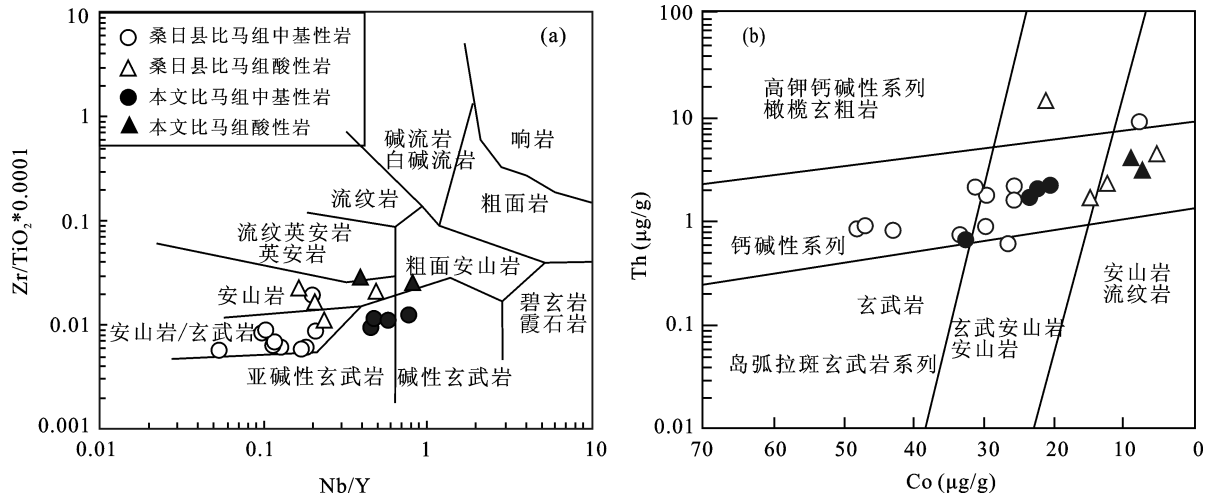 10
1
0.1
0.01
0.001
Zr/TiO₂*0.0001
0.01
0.1
1
10
Nb/Y
(a)
桑日县比马组中基性岩
桑日县比马组酸性岩
本文比马组中基性岩
本文比马组酸性岩
碱流岩
白碱流岩
响岩
流纹岩
粗面岩
流纹英安岩
英安岩
粗面安山岩
安山岩
碧玄岩
霞石岩
安山岩/玄武岩
亚碱性玄武岩
碱性玄武岩
100
10
1
0.1
0.01
Th (μg/g)
70
60
50
40
30
20
10
0
Co (μg/g)
(b)
高钾钙碱性系列
橄榄玄粗岩
钙碱性系列
玄武岩
安山岩
流纹岩
玄武安山岩
安山岩
岛弧拉斑玄武岩系列